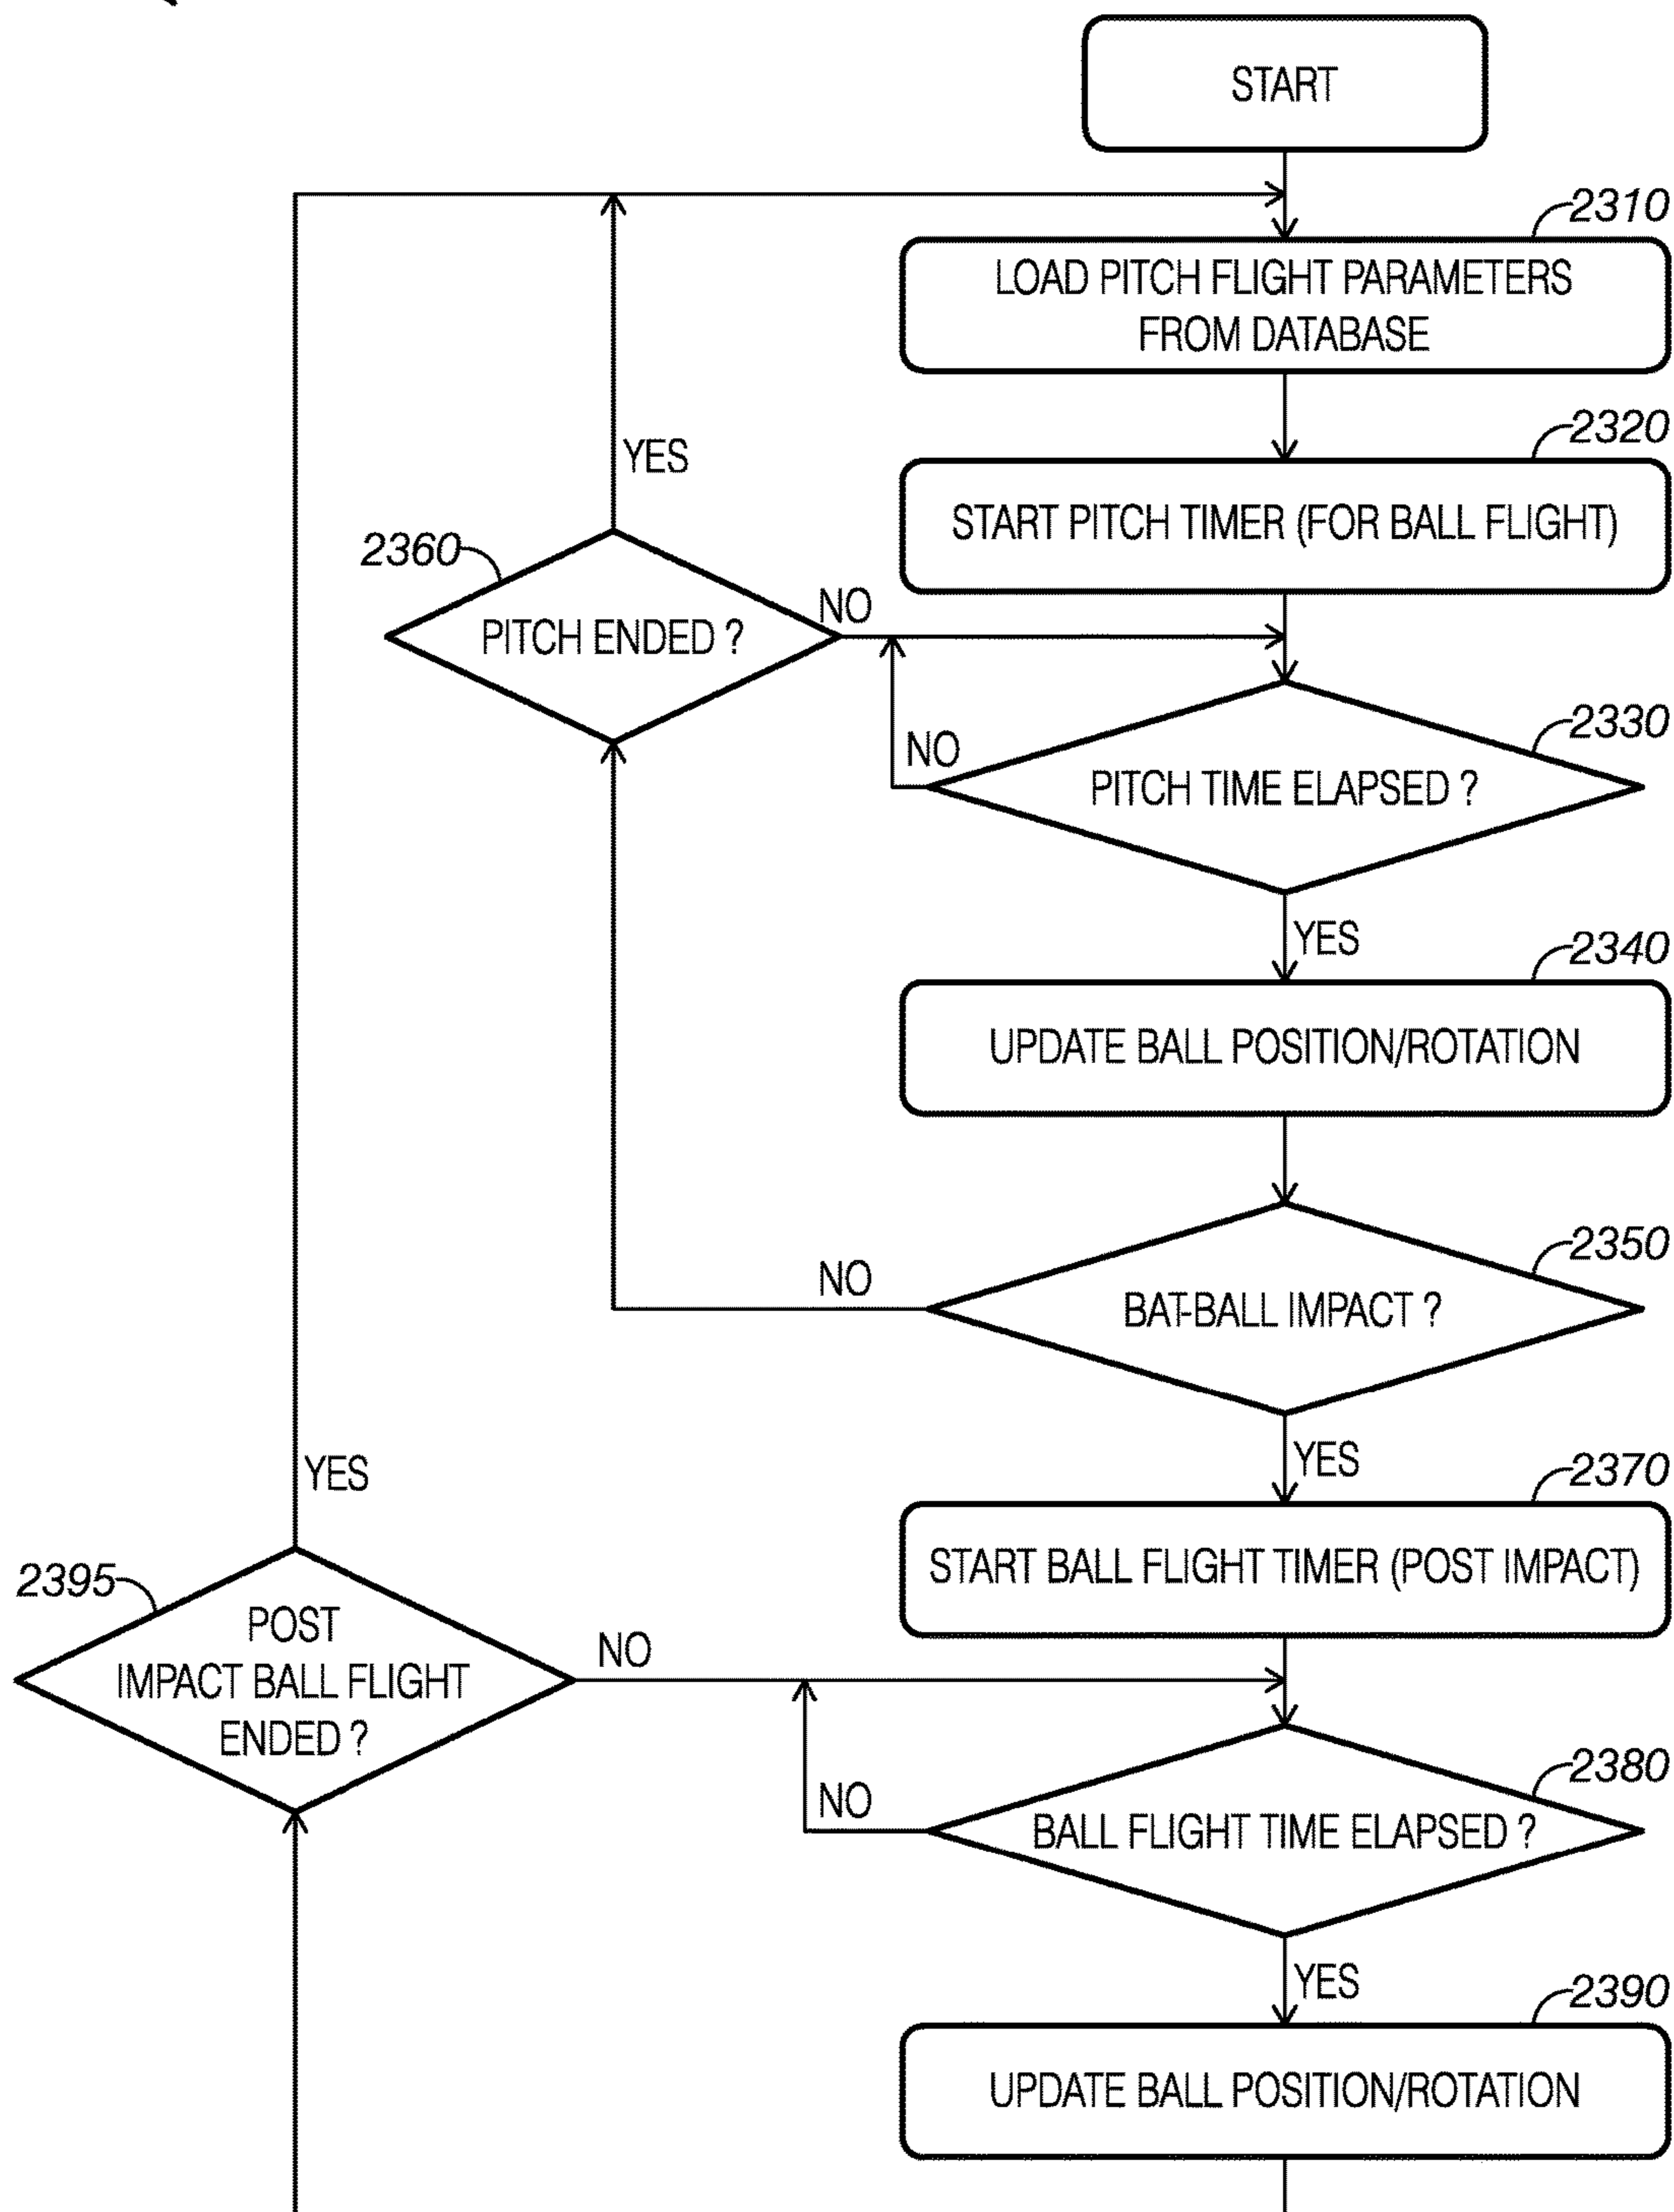 START
2310
LOAD PITCH FLIGHT PARAMETERS
FROM DATABASE
2320
START PITCH TIMER (FOR BALL FLIGHT)
YES
2360
PITCH ENDED ?
NO
2330
PITCH TIME ELAPSED ?
NO
YES
2340
UPDATE BALL POSITION/ROTATION
2350
BAT-BALL IMPACT ?
NO
YES
2370
START BALL FLIGHT TIMER (POST IMPACT)
YES
2395
POST
IMPACT BALL FLIGHT
ENDED ?
NO
2380
BALL FLIGHT TIME ELAPSED ?
NO
YES
2390
UPDATE BALL POSITION/ROTATION